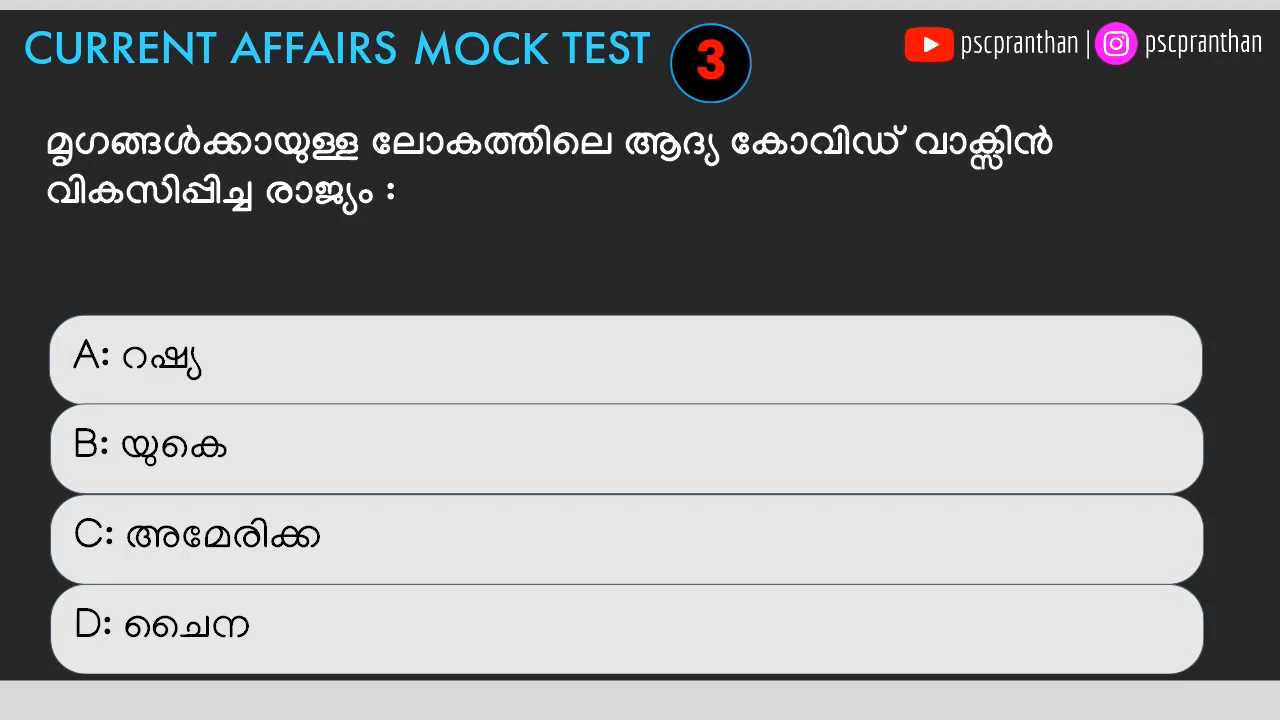 CURRENT AFFAIRS MOCK TEST 3
pscpranthan | pscpranthan
മൃഗങ്ങൾക്കായുള്ള ലോകത്തിലെ ആദ്യ കോവിഡ് വാക്സിൻ
വികസിപ്പിച്ച രാജ്യം :
A: റഷ്യ
B: യുകെ
C: അമേരിക്ക
D: ചൈന